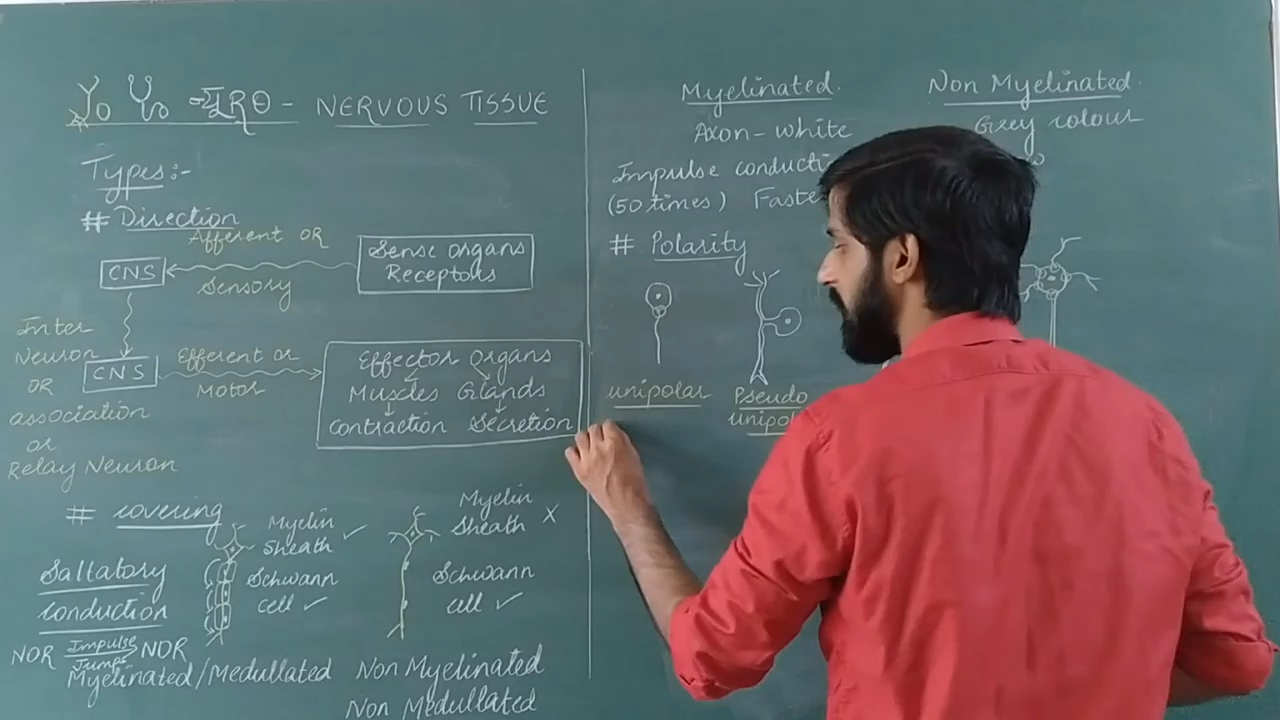 NERVOUS TISSUE
Types:-
# Direction
Afferent OR
Sensory
CNS
Sense organs
Receptors
Inter
Neuron
OR
association
or
Relay Neuron
CNS
Efferent or
Motor
Effector Organs
Muscles Glands
Contraction Secretion
# covering
Myelin
Sheath ✓
Schwann
cell ✓
Myelin
Sheath X
Schwann
cell ✓
Saltatory
conduction
NOR Impulse Jumps NOR
Myelinated/Medullated
Non Myelinated
Non Medullated
Myelinated.
Axon-white
Impulse conducti
(50 times) Faste
Non Myelinated.
Grey colour
# Polarity
unipolar
Pseudo